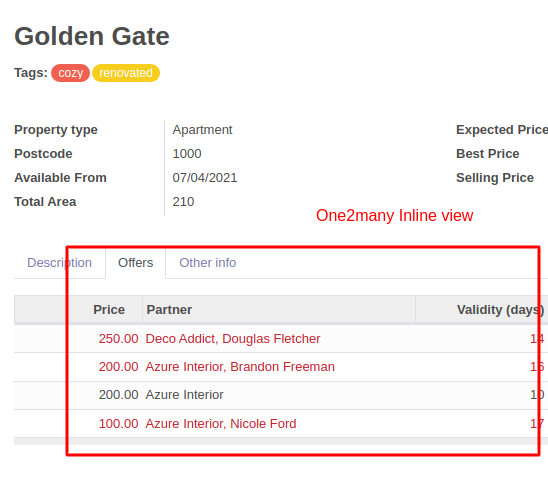 Golden Gate
Tags: cozy renovated
Property type Apartment Expected Price
Postcode 1000 Best Price
Available From 07/04/2021 Selling Price
Total Area 210
One2many Inline view
Description Offers Other info
Price Partner Validity (days)
250.00 Deco Addict, Douglas Fletcher 14
200.00 Azure Interior, Brandon Freeman 16
200.00 Azure Interior 10
100.00 Azure Interior, Nicole Ford 17